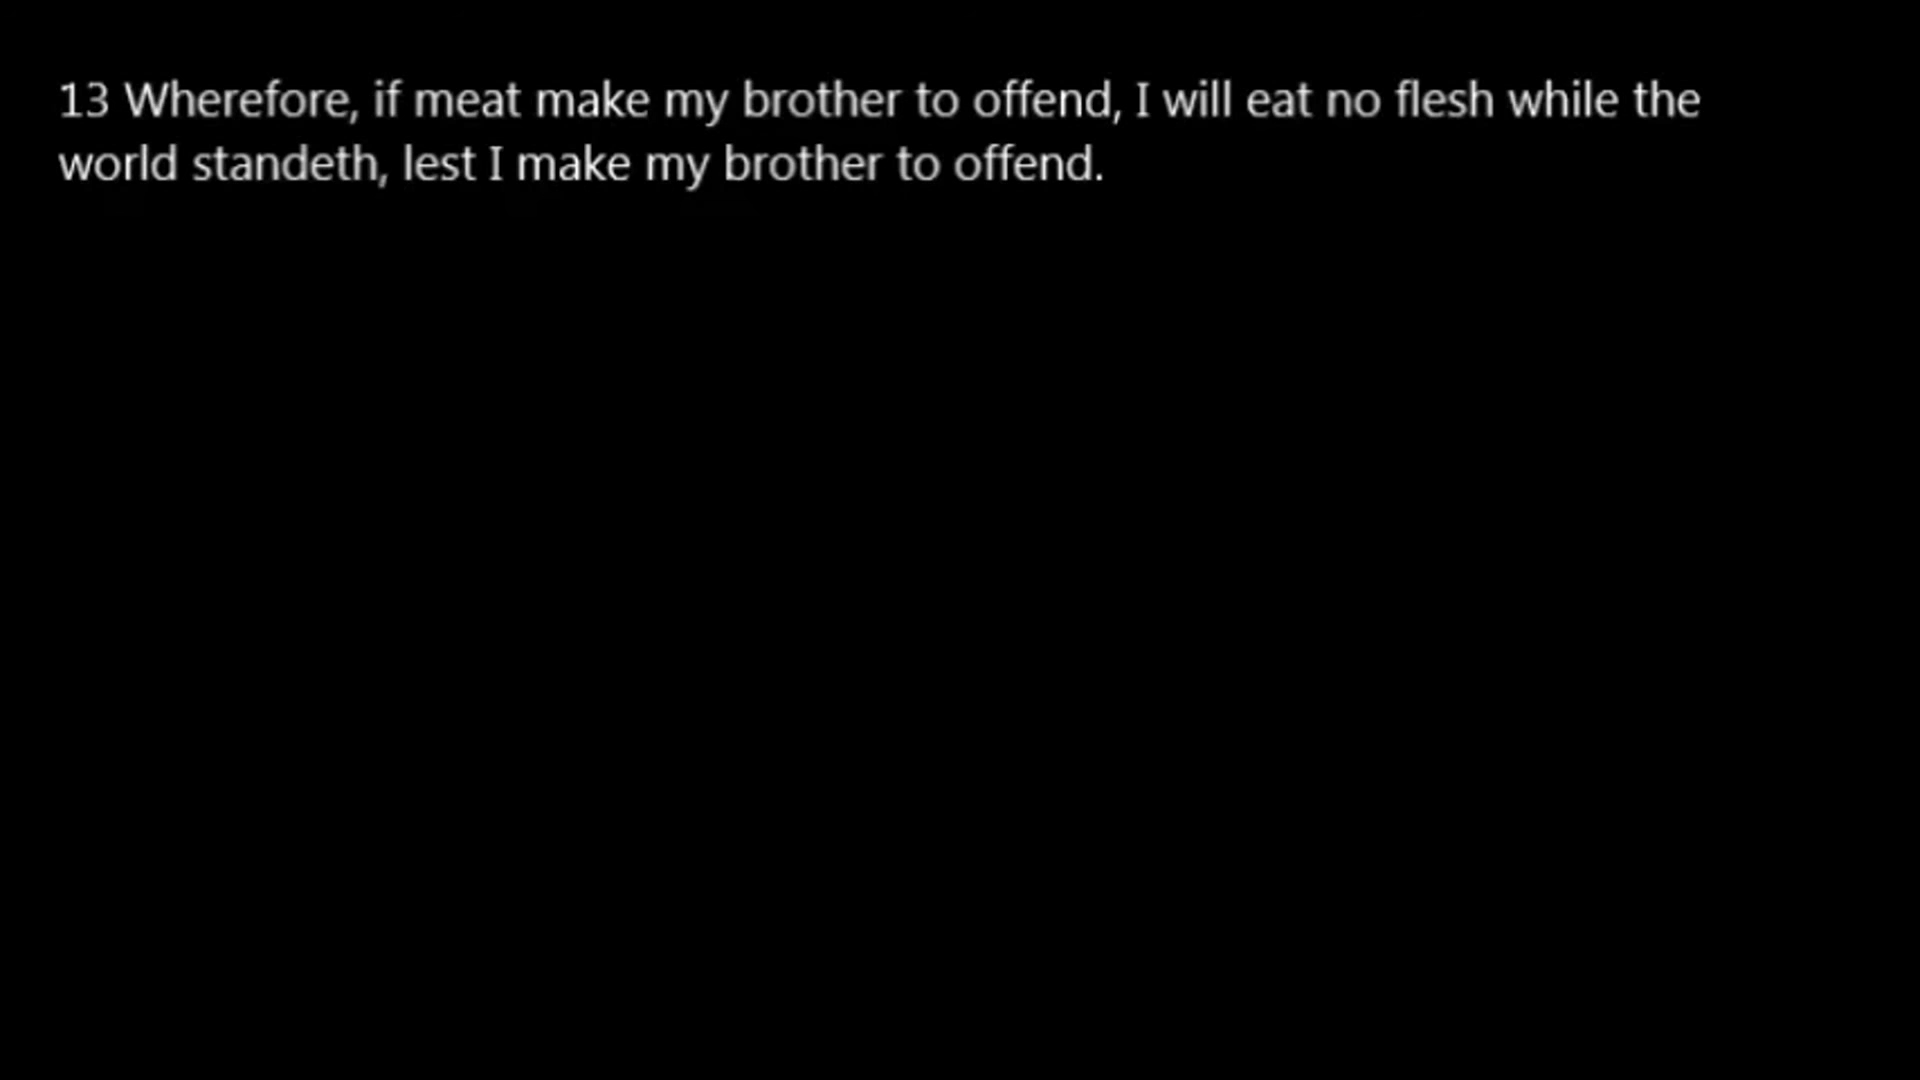 13 Wherefore, if meat make my brother to offend, I will eat no flesh while the
world standeth, lest I make my brother to offend.